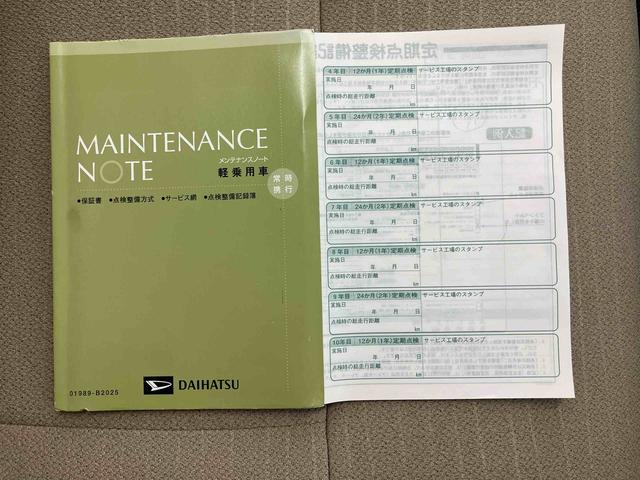 MAINTENANCE
NOTE
メンテナンスノート
軽乗用車
常時
携行
•保証書 •点検整備方式 •サービス網 •点検整備記録簿
DAIHATSU
01989-B2025
4年目 12か月(1年)定期点検 サービス工場のスタンプ
実施日
年 月 日
点検時の総走行距離
km
5年目 24か月(2年)定期点検 サービス工場のスタンプ
実施日
年 月 日
点検時の総走行距離
km
6年目 12か月(1年)定期点検 サービス工場のスタンプ
実施日
年 月 日
点検時の総走行距離
km
7年目 24か月(2年)定期点検 サービス工場のスタンプ
実施日
年 月 日
点検時の総走行距離
km
8年目 12か月(1年)定期点検 サービス工場のスタンプ
実施日
年 月 日
点検時の総走行距離
km
9年目 24か月(2年)定期点検 サービス工場のスタンプ
実施日
年 月 日
点検時の総走行距離
km
10年目 12か月(1年)定期点検 サービス工場のスタンプ
実施日
年 月 日
点検時の総走行距離
km